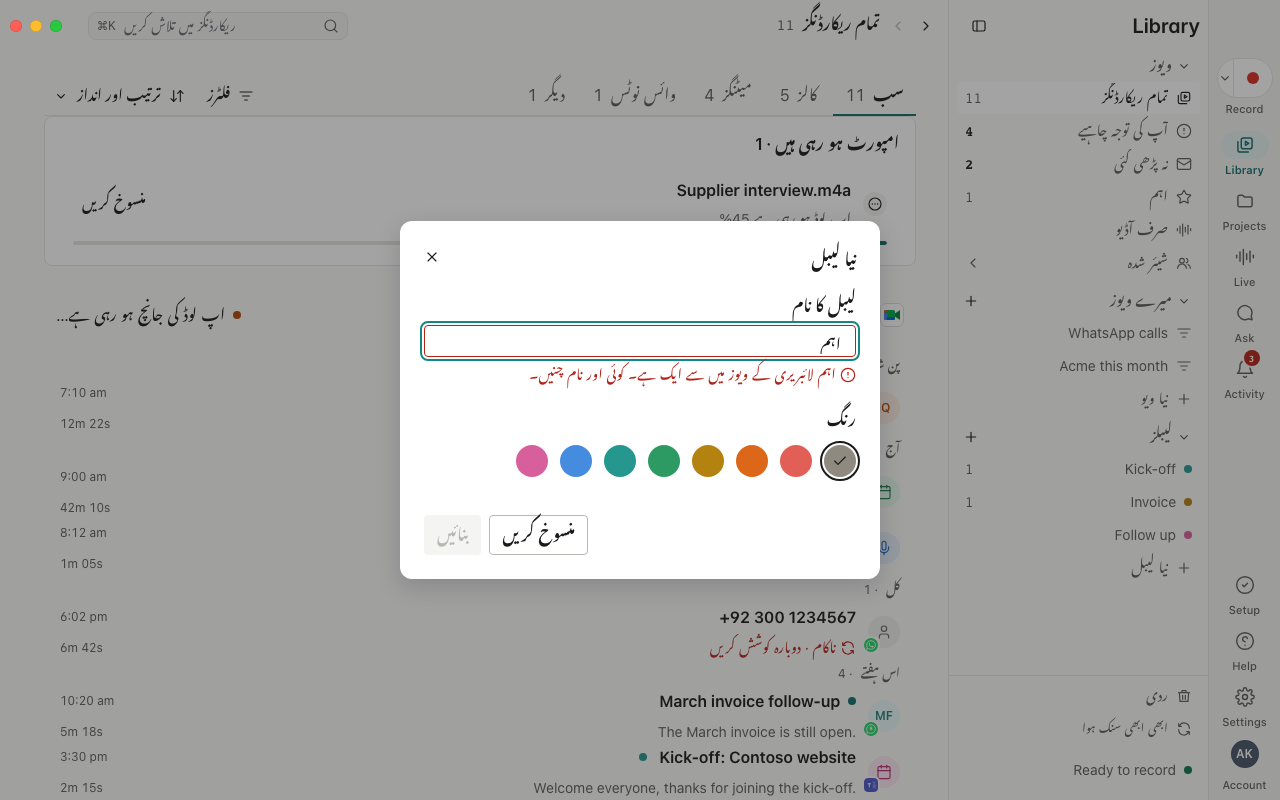 Library
Record
Library
Projects
Live
Ask
3
Activity
Setup
Help
Settings
AK
Account
ویوز
تمام ریکارڈنگز 11
آپ کی توجہ چاہیے 4
نہ پڑھی گئی 2
اہم 1
صرف آڈیو
شیئر شدہ
میرے ویوز
WhatsApp calls
Acme this month
نیا ویو
لیبلز
Kick-off 1
Invoice 1
Follow up
نیا لیبل
ردی
ابھی ابھی سنک ہوا
Ready to record
تمام ریکارڈنگز 11
ریکارڈنگز میں تلاش کریں ⌘K
سب 11 کالز 5 میٹنگز 4 وائس نوٹس 1 دیگر 1
فلٹرز ترتیب اور انداز
امپورٹ ہو رہی ہیں · 1
Supplier interview.m4a
منسوخ کریں
اپ لوڈ کی جانچ ہو رہی ہے...
7:10 am
12m 22s
Q
آج
9:00 am
42m 10s
8:12 am
1m 05s
کل · 1
+92 300 1234567 6:02 pm
ناکام · دوبارہ کوشش کریں 6m 42s
اس ہفتے · 4
MF
March invoice follow-up 10:20 am
The March invoice is still open. 5m 18s
Kick-off: Contoso website 3:30 pm
Welcome everyone, thanks for joining the kick-off. 2m 15s
نیا لیبل
لیبل کا نام
اہم
اہم لائبریری کے ویوز میں سے ایک ہے۔ کوئی اور نام چنیں۔
رنگ
منسوخ کریں بنائیں